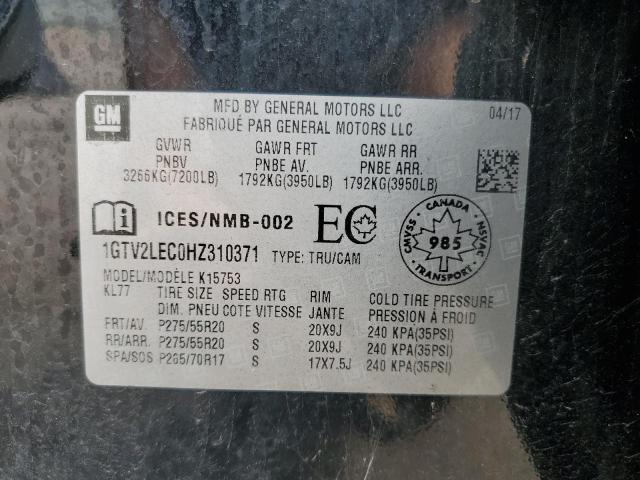 GM
MFD BY GENERAL MOTORS LLC
FABRIQUÉ PAR GENERAL MOTORS LLC
04/17
GVWR GAWR FRT GAWR RR
PNBV PNBE AV. PNBE ARR.
3266KG(7200LB) 1792KG(3950LB) 1792KG(3950LB)
ICES/NMB-002 EC
CANADA
CMVSS 985 NSVAC
TRANSPORT
1GTV2LEC0HZ310371 TYPE: TRU/CAM
MODEL/MODÈLE K15753
KL77 TIRE SIZE SPEED RTG RIM COLD TIRE PRESSURE
DIM. PNEU COTE VITESSE JANTE PRESSION À FROID
FRT/AV. P275/55R20 S 20X9J 240 KPA(35PSI)
RR/ARR. P275/55R20 S 20X9J 240 KPA(35PSI)
SPA/SOS P265/70R17 S 17X7.5J 240 KPA(35PSI)